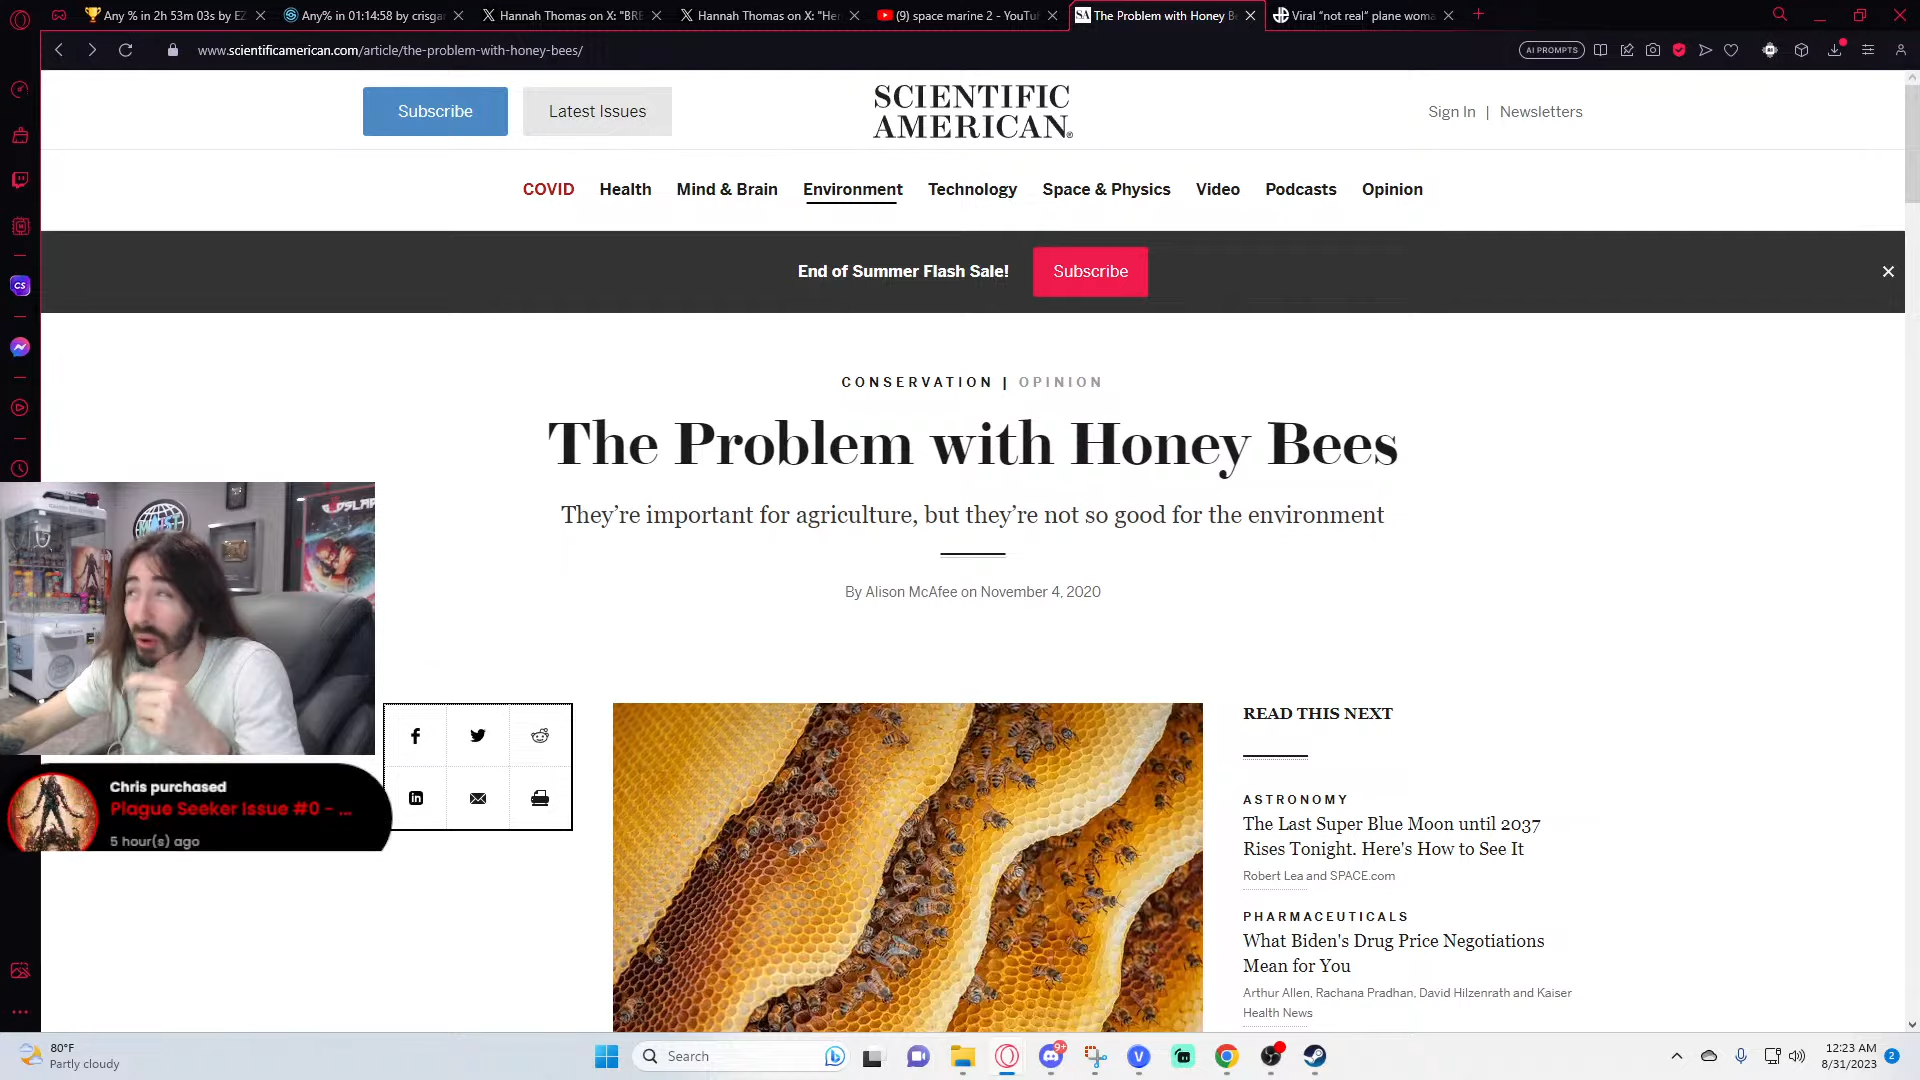 Any % in 2h 53m 03s by EZ
Any% in 01:14:58 by crisgar
Hannah Thomas on X: "BRE
Hannah Thomas on X: "Her
(9) space marine 2 - YouTu
SA
The Problem with Honey B
Viral "not real" plane woma
www.scientificamerican.com/article/the-problem-with-honey-bees/
AI PROMPTS
Subscribe
Latest Issues
SCIENTIFIC
AMERICAN®
Sign In | Newsletters
COVID
Health
Mind & Brain
Environment
Technology
Space & Physics
Video
Podcasts
Opinion
End of Summer Flash Sale!
Subscribe
CS
CONSERVATION | OPINION
The Problem with Honey Bees
They’re important for agriculture, but they’re not so good for the environment
By Alison McAfee on November 4, 2020
READ THIS NEXT
ASTRONOMY
The Last Super Blue Moon until 2037
Rises Tonight. Here's How to See It
Robert Lea and SPACE.com
PHARMACEUTICALS
What Biden's Drug Price Negotiations
Mean for You
Arthur Allen, Rachana Pradhan, David Hilzenrath and Kaiser
Health News
Chris purchased
Plague Seeker Issue #0 - ...
5 hour(s) ago
80°F
Partly cloudy
Search
9+
12:23 AM
8/31/2023
2